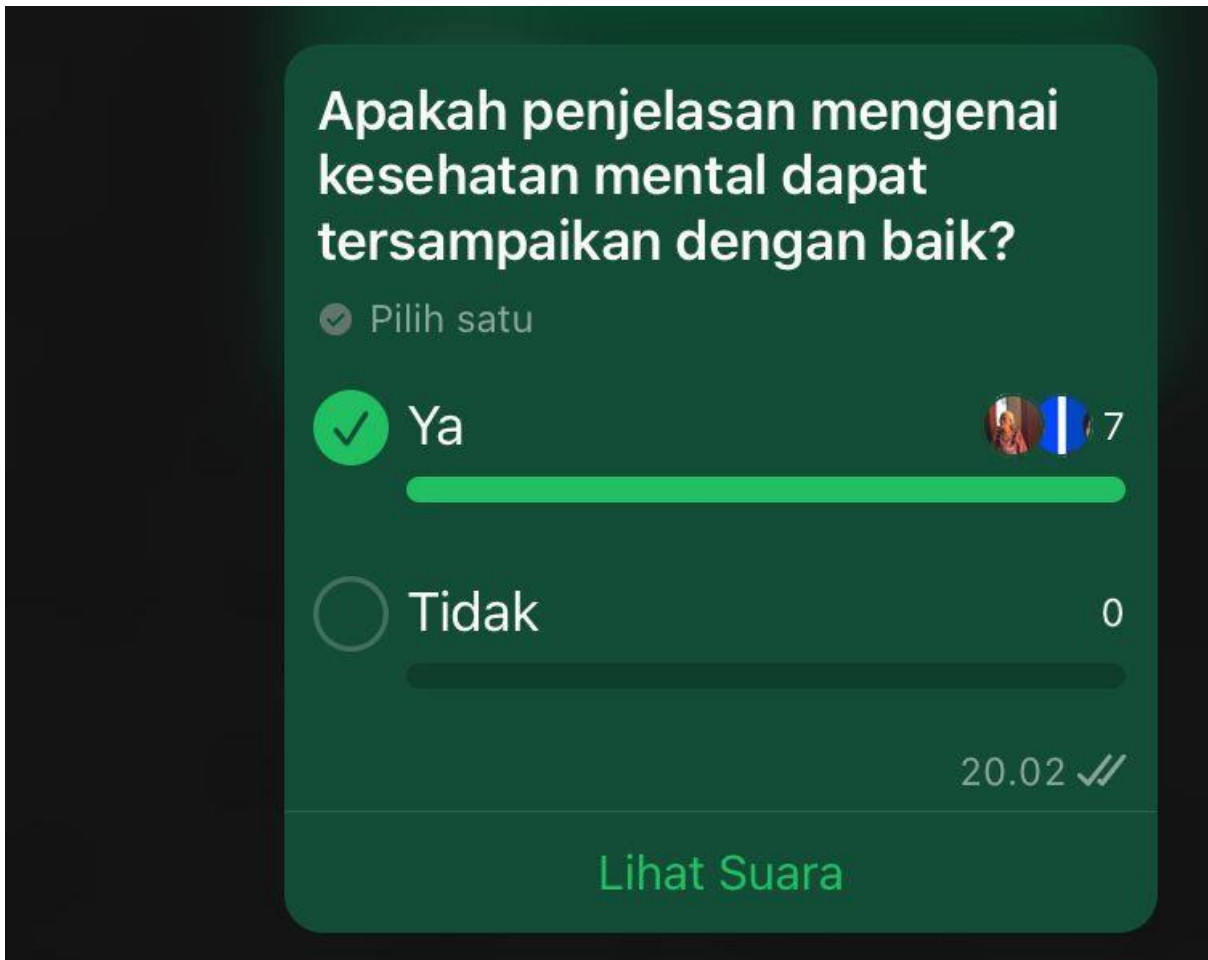 Apakah penjelasan mengenai
kesehatan mental dapat
tersampaikan dengan baik?
Pilih satu
Ya 7
Tidak 0
20.02
Lihat Suara